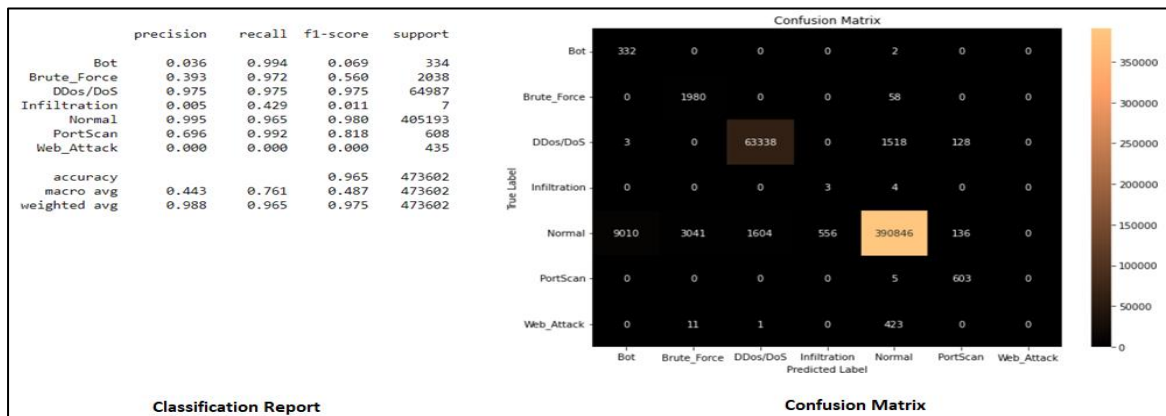 precision recall f1-score support
Bot 0.036 0.994 0.069 334
Brute_Force 0.393 0.972 0.560 2038
DDos/DoS 0.975 0.975 0.975 64987
Infiltration 0.005 0.429 0.011 7
Normal 0.995 0.965 0.980 405193
PortScan 0.696 0.992 0.818 608
Web_Attack 0.000 0.000 0.000 435
accuracy 0.965 473602
macro avg 0.443 0.761 0.487 473602
weighted avg 0.988 0.965 0.975 473602
Classification Report
Confusion Matrix
True Label
Bot 332 0 0 0 2 0 0
Brute_Force 0 1980 0 0 58 0 0
DDos/DoS 3 0 63338 0 1518 128 0
Infiltration 0 0 0 3 4 0 0
Normal 9010 3041 1604 556 390846 136 0
PortScan 0 0 0 0 5 603 0
Web_Attack 0 11 1 0 423 0 0
Bot Brute_Force DDos/DoS Infiltration Normal PortScan Web_Attack
Predicted Label
350000
300000
250000
200000
150000
100000
50000
0
Confusion Matrix